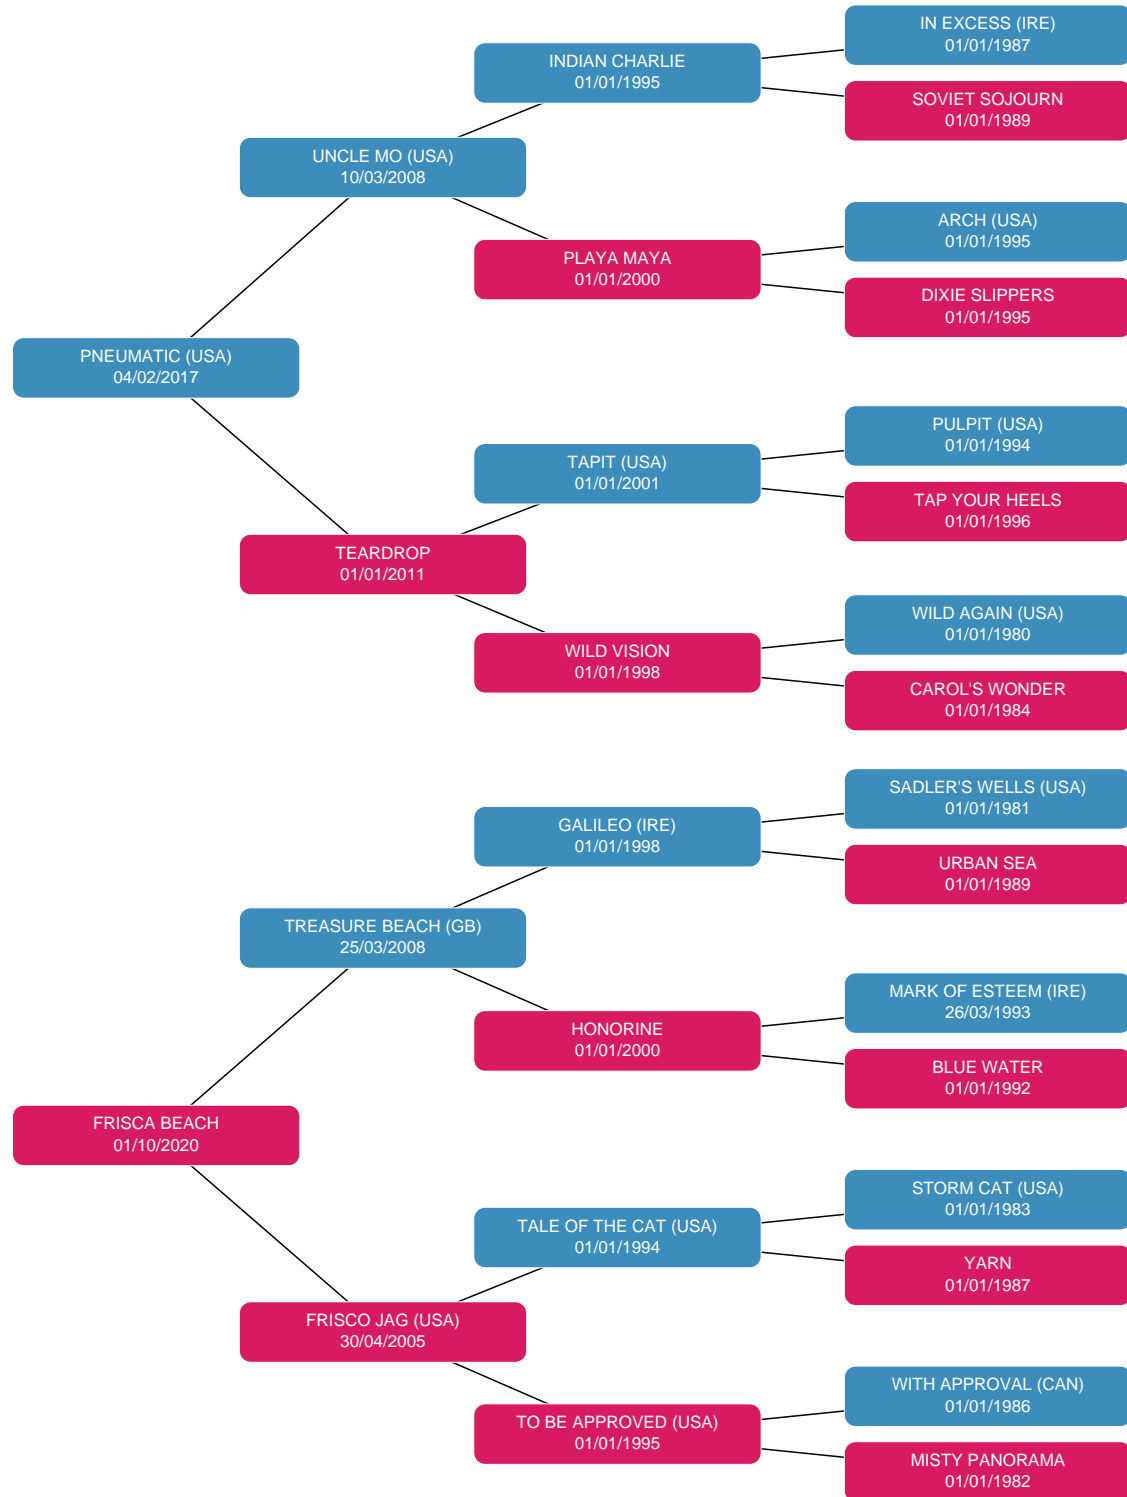 IN EXCESS (IRE)
01/01/1987
INDIAN CHARLIE
01/01/1995
SOVIET SOJOURN
01/01/1989
UNCLE MO (USA)
10/03/2008
ARCH (USA)
01/01/1995
PLAYA MAYA
01/01/2000
DIXIE SLIPPERS
01/01/1995
PNEUMATIC (USA)
04/02/2017
PULPIT (USA)
01/01/1994
TAPIT (USA)
01/01/2001
TAP YOUR HEELS
01/01/1996
TEARDROP
01/01/2011
WILD AGAIN (USA)
01/01/1980
WILD VISION
01/01/1998
CAROL'S WONDER
01/01/1984
SADLER'S WELLS (USA)
01/01/1981
GALILEO (IRE)
01/01/1998
URBAN SEA
01/01/1989
TREASURE BEACH (GB)
25/03/2008
MARK OF ESTEEM (IRE)
26/03/1993
HONORINE
01/01/2000
BLUE WATER
01/01/1992
FRISCA BEACH
01/10/2020
STORM CAT (USA)
01/01/1983
TALE OF THE CAT (USA)
01/01/1994
YARN
01/01/1987
FRISCO JAG (USA)
30/04/2005
WITH APPROVAL (CAN)
01/01/1986
TO BE APPROVED (USA)
01/01/1995
MISTY PANORAMA
01/01/1982